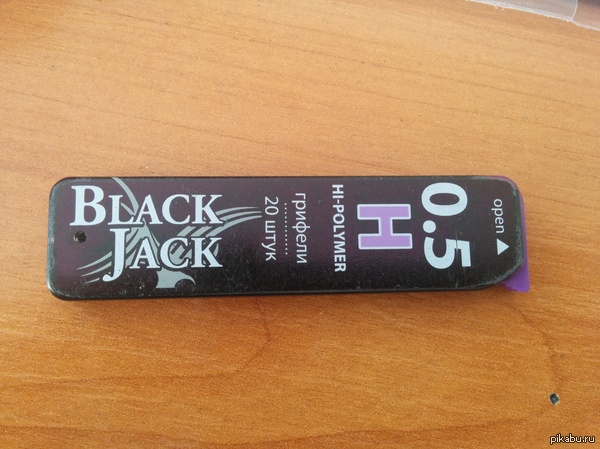 BLACK
JACK
грифели
20 штук
HI-POLYMER
H
0.5
open
pikabu.ru